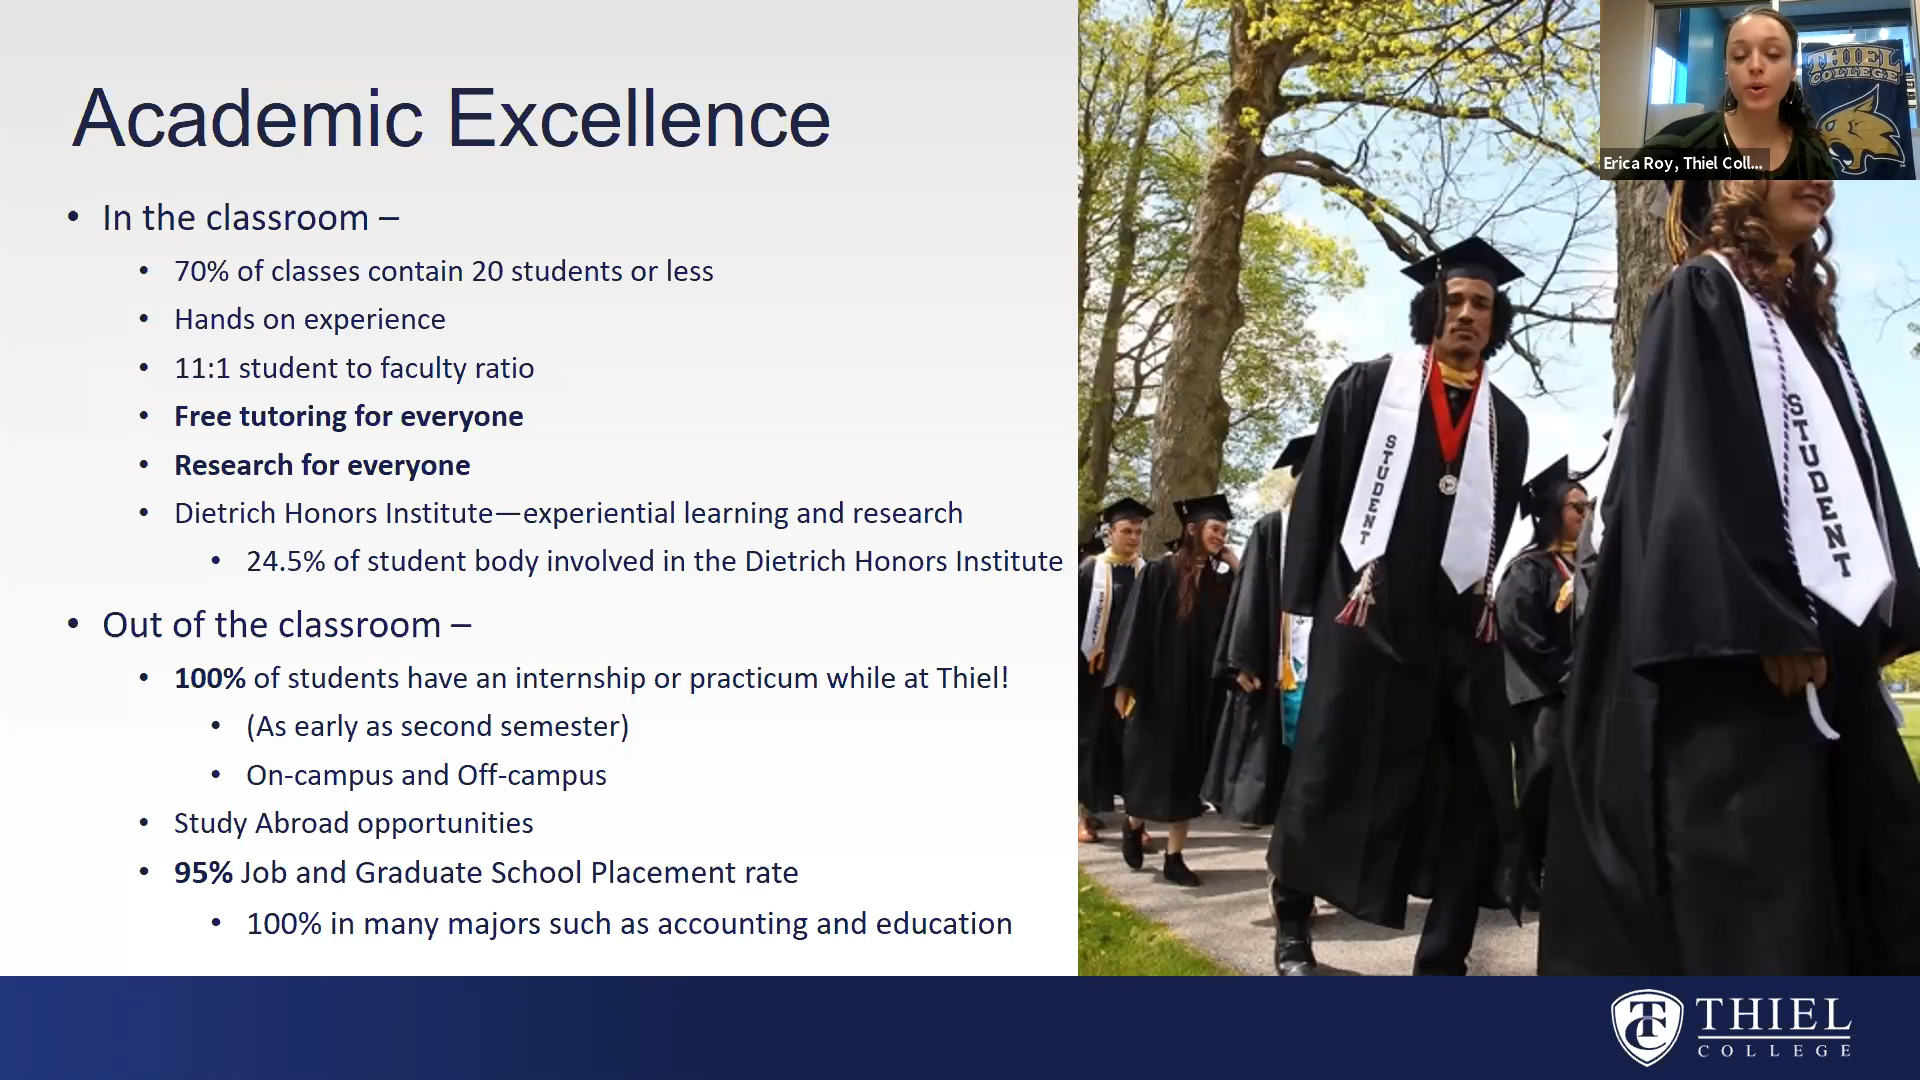 Academic Excellence
• In the classroom –
• 70% of classes contain 20 students or less
• Hands on experience
• 11:1 student to faculty ratio
• Free tutoring for everyone
• Research for everyone
• Dietrich Honors Institute—experiential learning and research
• 24.5% of student body involved in the Dietrich Honors Institute
• Out of the classroom –
• 100% of students have an internship or practicum while at Thiel!
• (As early as second semester)
• On-campus and Off-campus
• Study Abroad opportunities
• 95% Job and Graduate School Placement rate
• 100% in many majors such as accounting and education
THIEL
COLLEGE
Erica Roy, Thiel Coll...
STUDENT
STUDENT
TC
THIEL
COLLEGE